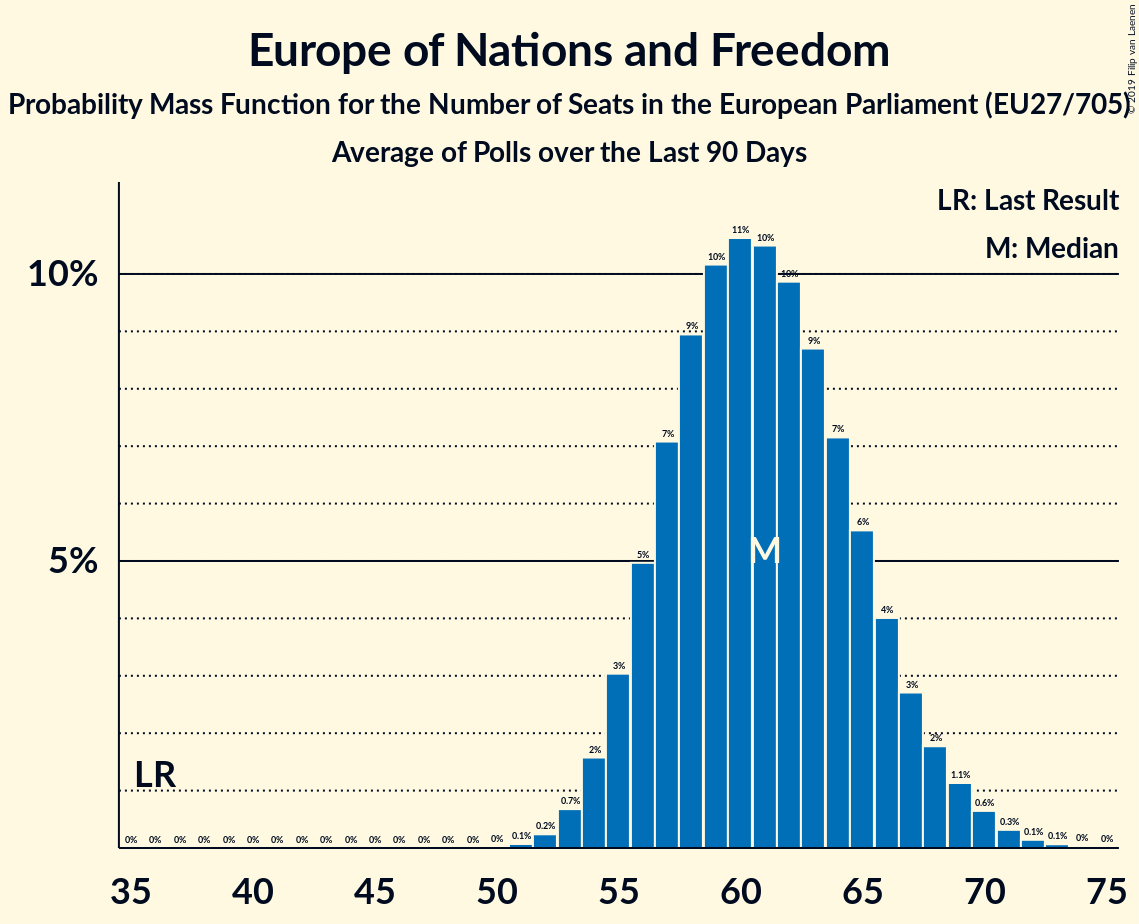 Europe of Nations and Freedom
Probability Mass Function for the Number of Seats in the European Parliament (EU27/705)
Average of Polls over the Last 90 Days
© 2019 Filip van Laenen
LR: Last Result
M: Median
10%
5%
LR
M
0% 0% 0% 0% 0% 0% 0% 0% 0% 0% 0% 0% 0% 0% 0% 0% 0.1% 0.2% 0.7% 2% 3% 5% 7% 9% 10% 11% 10% 10% 9% 7% 6% 4% 3% 2% 1.1% 0.6% 0.3% 0.1% 0.1% 0% 0%
35 40 45 50 55 60 65 70 75